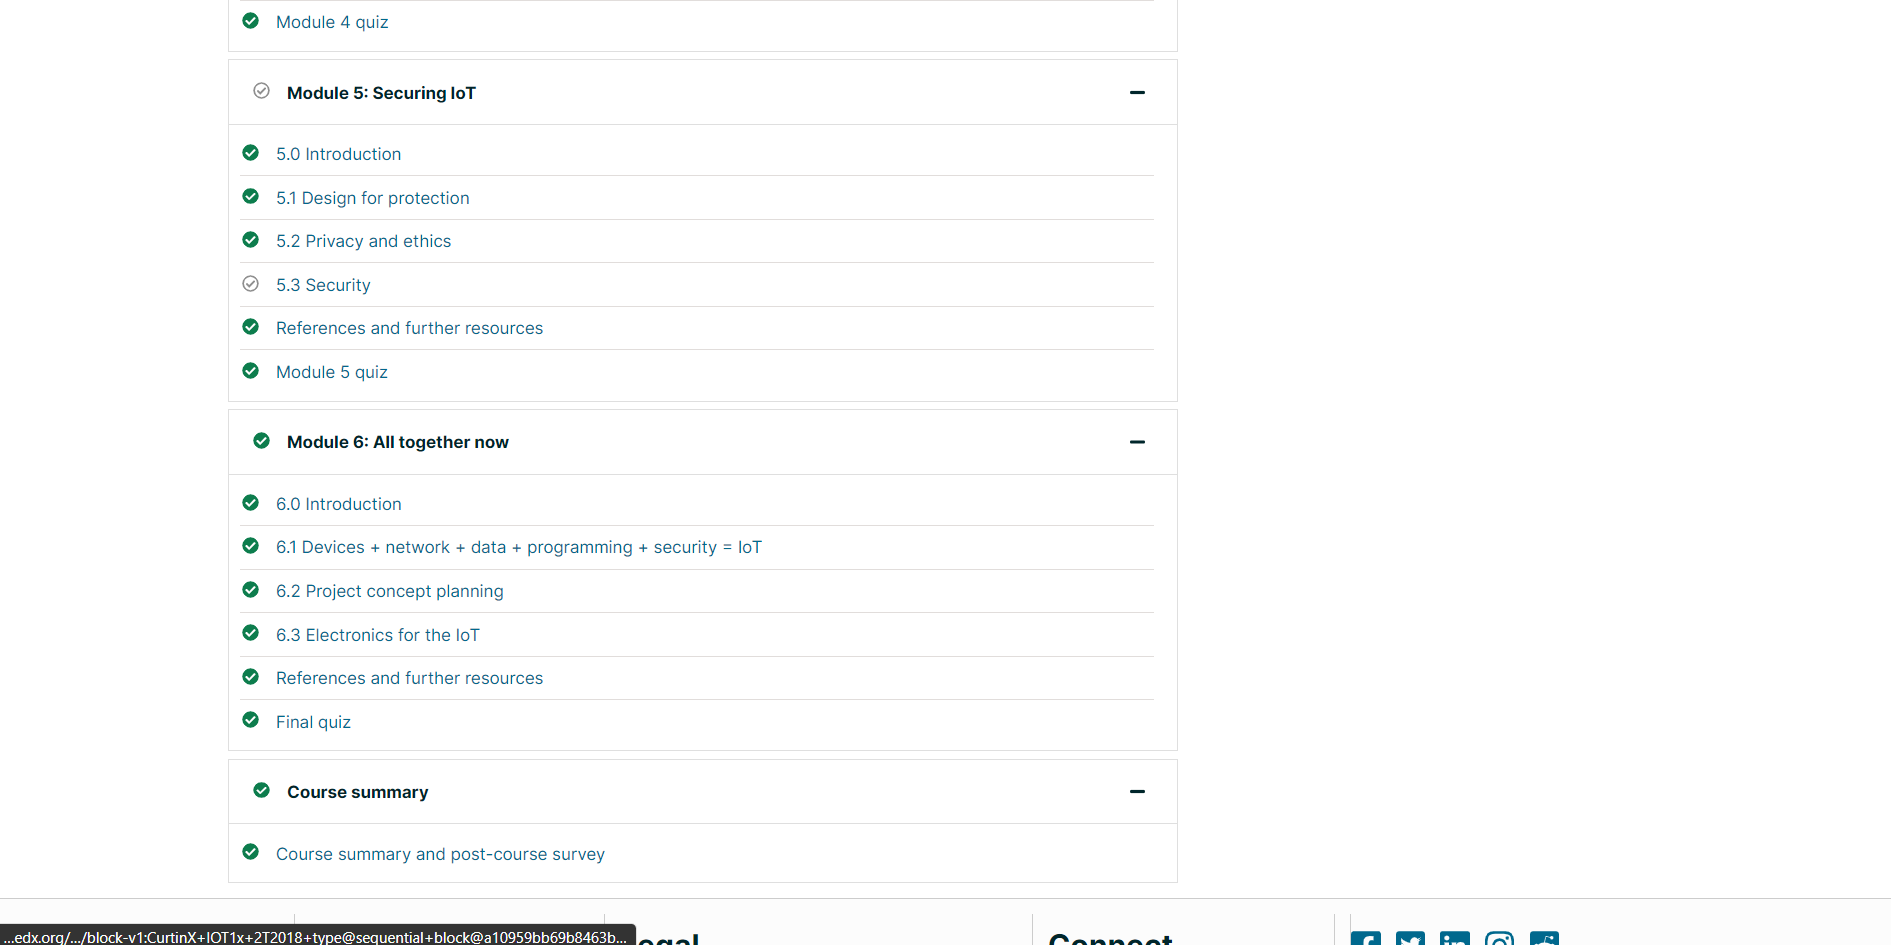 Module 4 quiz
Module 5: Securing IoT
5.0 Introduction
5.1 Design for protection
5.2 Privacy and ethics
5.3 Security
References and further resources
Module 5 quiz
Module 6: All together now
6.0 Introduction
6.1 Devices + network + data + programming + security = IoT
6.2 Project concept planning
6.3 Electronics for the IoT
References and further resources
Final quiz
Course summary
Course summary and post-course survey
...edx.org/.../block-v1:CurtinX+IOT1x+2T2018+type@sequential+block@a10959bb69b8463b...
Connect